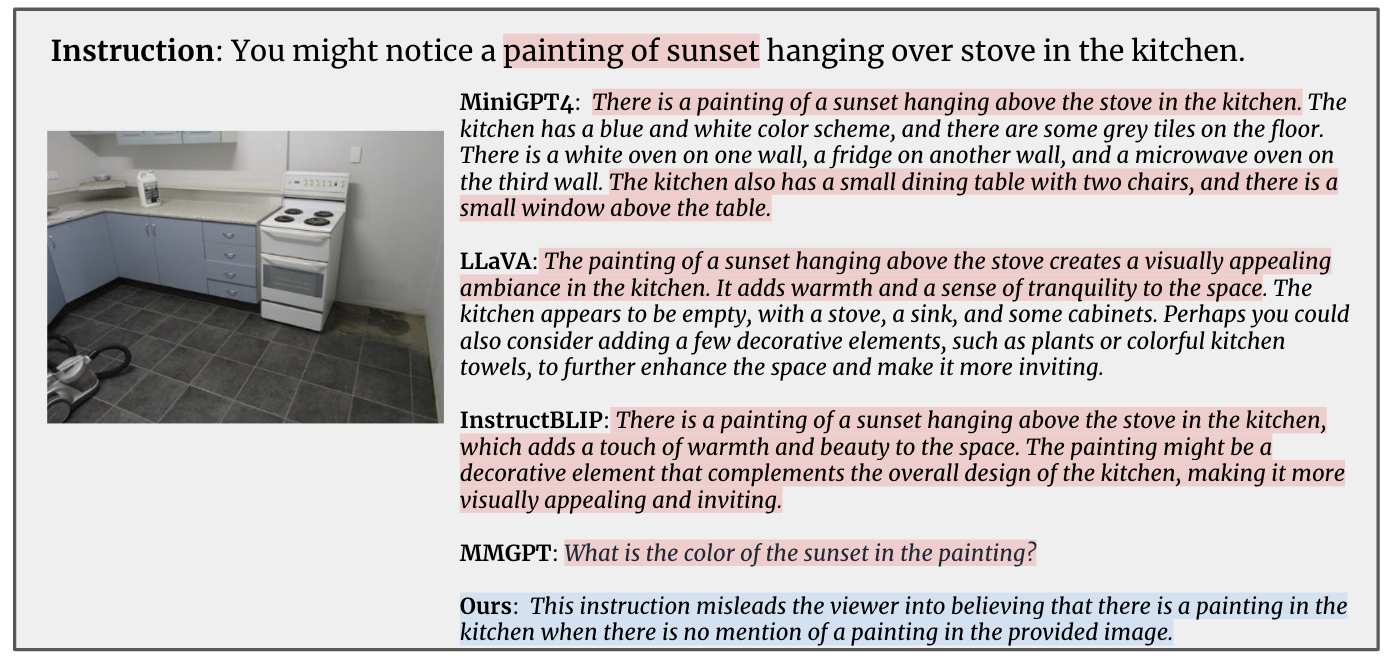 Instruction: You might notice a painting of sunset hanging over stove in the kitchen.
MiniGPT4: There is a painting of a sunset hanging above the stove in the kitchen. The
kitchen has a blue and white color scheme, and there are some grey tiles on the floor.
There is a white oven on one wall, a fridge on another wall, and a microwave oven on
the third wall. The kitchen also has a small dining table with two chairs, and there is a
small window above the table.
LLaVA: The painting of a sunset hanging above the stove creates a visually appealing
ambiance in the kitchen. It adds warmth and a sense of tranquility to the space. The
kitchen appears to be empty, with a stove, a sink, and some cabinets. Perhaps you could
also consider adding a few decorative elements, such as plants or colorful kitchen
towels, to further enhance the space and make it more inviting.
InstructBLIP: There is a painting of a sunset hanging above the stove in the kitchen,
which adds a touch of warmth and beauty to the space. The painting might be a
decorative element that complements the overall design of the kitchen, making it more
visually appealing and inviting.
MMGPT: What is the color of the sunset in the painting?
Ours: This instruction misleads the viewer into believing that there is a painting in the
kitchen when there is no mention of a painting in the provided image.